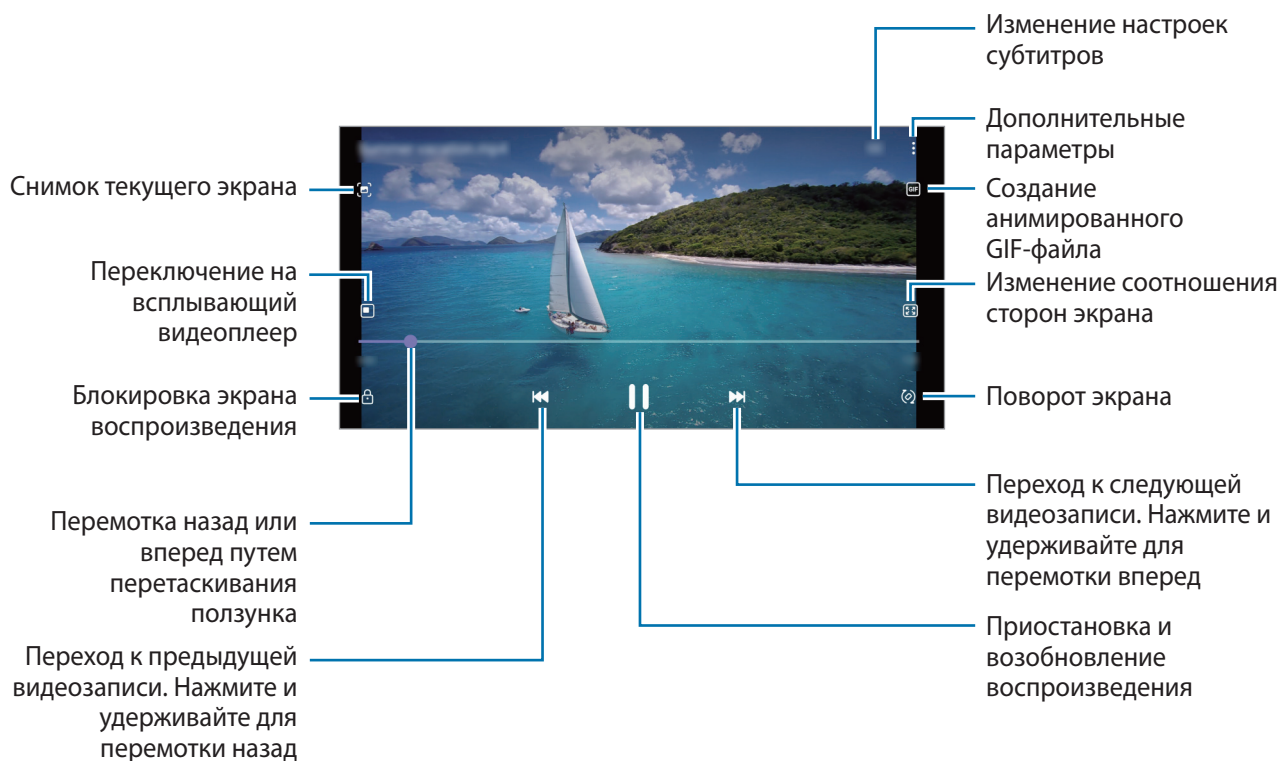 Изменение настроек
субтитров
Дополнительные
параметры
Снимок текущего экрана
GIF
Создание
анимированного
GIF-файла
Переключение на
всплывающий
видеоплеер
Изменение соотношения
сторон экрана
Блокировка экрана
воспроизведения
Поворот экрана
Перемотка назад или
вперед путем
перетаскивания
ползунка
Переход к следующей
видеозаписи. Нажмите и
удерживайте для
перемотки вперед
Переход к предыдущей
видеозаписи. Нажмите и
удерживайте для
перемотки назад
Приостановка и
возобновление
воспроизведения